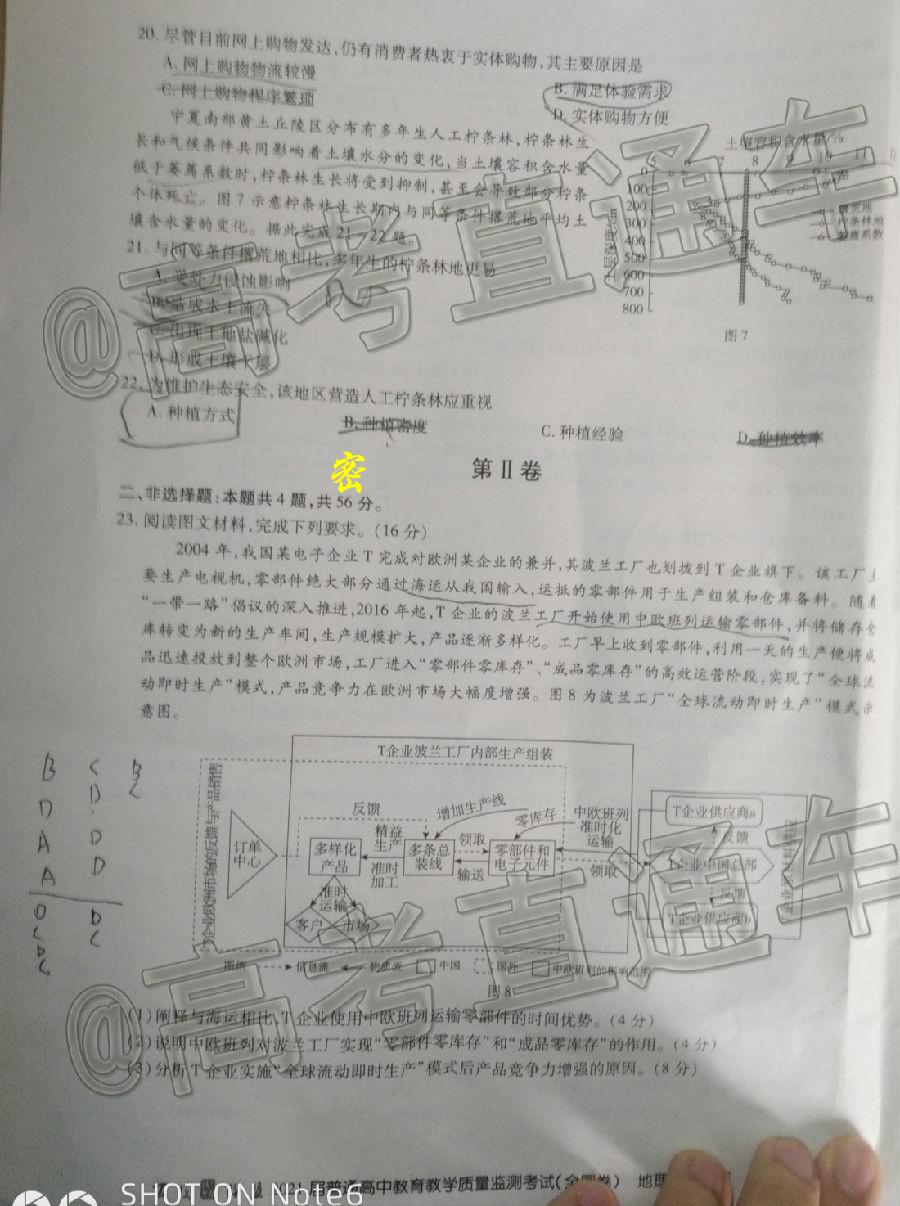 20. 尽管目前网上购物发达,仍有消费者热衷于实体购物,其主要原因是
A. 网上购物物流较慢
B. 满足体验需求
C. 网上购物程序繁琐
D. 实体购物方便
宁夏南部黄土丘陵区分布有多年生人工柠条林,柠条林生
长和气候条件共同影响着土壤水分的变化,当土壤容积含水量
低于萎蔫系数时,柠条林生长将受到抑制,甚至会导致部分柠条
个体死亡。图7示意柠条林生长期内与同等条件撂荒地平均土
壤含水量的变化。据此完成21~22题。
土壤容积含水量/%
5 6 7 8 9 10 11
100
200
300
400
500
600
700
800
撂荒地
柠条林地
萎蔫系数
图7
21. 与同等条件撂荒地相比,多年生的柠条林地更易
A. 受外力侵蚀影响
B. 造成水土流失
C. 出现土地盐碱化
D. 形成土壤干层
22. 为维护生态安全,该地区营造人工柠条林应重视
A. 种植方式
B. 种植密度
C. 种植经验
D. 种植效率
密
第Ⅱ卷
二、非选择题:本题共4题,共56分。
23. 阅读图文材料,完成下列要求。(16分)
2004年,我国某电子企业T完成对欧洲某企业的兼并,其波兰工厂也划拨到T企业旗下。该工厂
要生产电视机,零部件绝大部分通过海运从我国输入,运抵的零部件用于生产组装和仓库备料。随
“一带一路”倡议的深入推进,2016年起,T企业的波兰工厂开始使用中欧班列运输零部件,并将储存
库转变为新的生产车间,生产规模扩大,产品逐渐多样化。工厂早上收到零部件,利用一天的生产便将
品迅速投放到整个欧洲市场,工厂进入“零部件零库存”、“成品零库存”的高效运营阶段,实现了“全球
动即时生产”模式,产品竞争力在欧洲市场大幅度增强。图8为波兰工厂“全球流动即时生产”模式
意图。
T企业波兰工厂内部生产组装
订单中心
反馈
增加生产线
零库存
中欧班列准时化运输
多样化产品
精益生产
准时加工
多条总装线
领取
输送
零部件和电子元件
领取
准时运输
客户
市场
T企业供应商n
反馈
T企业中国总部
反馈
T企业供应商n
图例 信息流 物质流 中国 国外 中欧班列的影响范围
图8
(1)阐释与海运相比,T企业使用中欧班列运输零部件的时间优势。(4分)
(2)说明中欧班列对波兰工厂实现“零部件零库存”和“成品零库存”的作用。(4分)
(3)分析T企业实施“全球流动即时生产”模式后产品竞争力增强的原因。(8分)
@高考直通车
@高考直通车
021届普通高中教育教学质量监测考试(全国卷) 地理
SHOT ON Note6